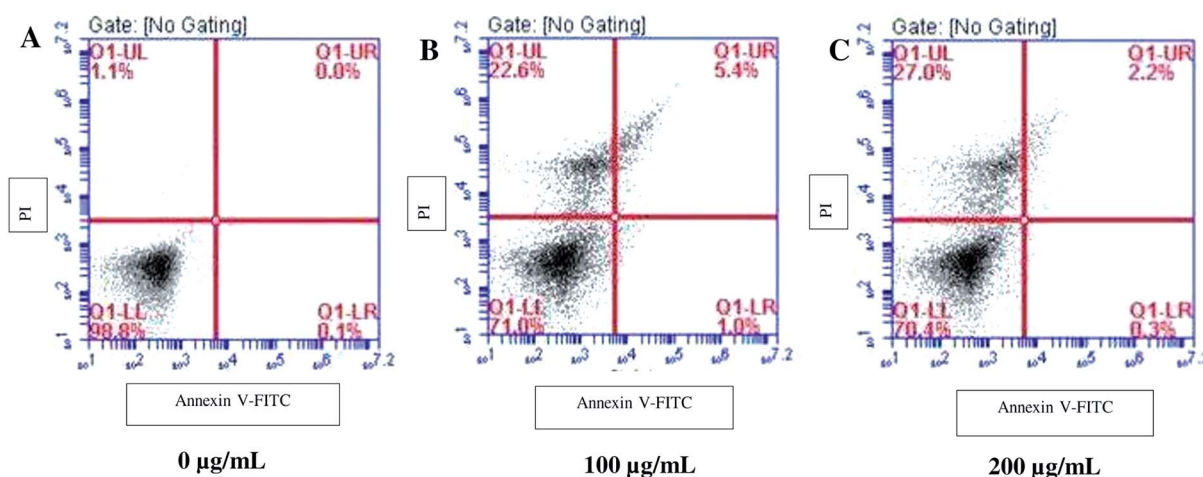 A
Gate: [No Gating]
Q1-UL
1.1%
Q1-UR
0.0%
Q1-LL
98.8%
Q1-LR
0.1%
PI
Annexin V-FITC
0 µg/mL
B
Gate: [No Gating]
Q1-UL
22.6%
Q1-UR
5.4%
Q1-LL
71.0%
Q1-LR
1.0%
PI
Annexin V-FITC
100 µg/mL
C
Gate: [No Gating]
Q1-UL
27.0%
Q1-UR
2.2%
Q1-LL
70.4%
Q1-LR
0.3%
PI
Annexin V-FITC
200 µg/mL